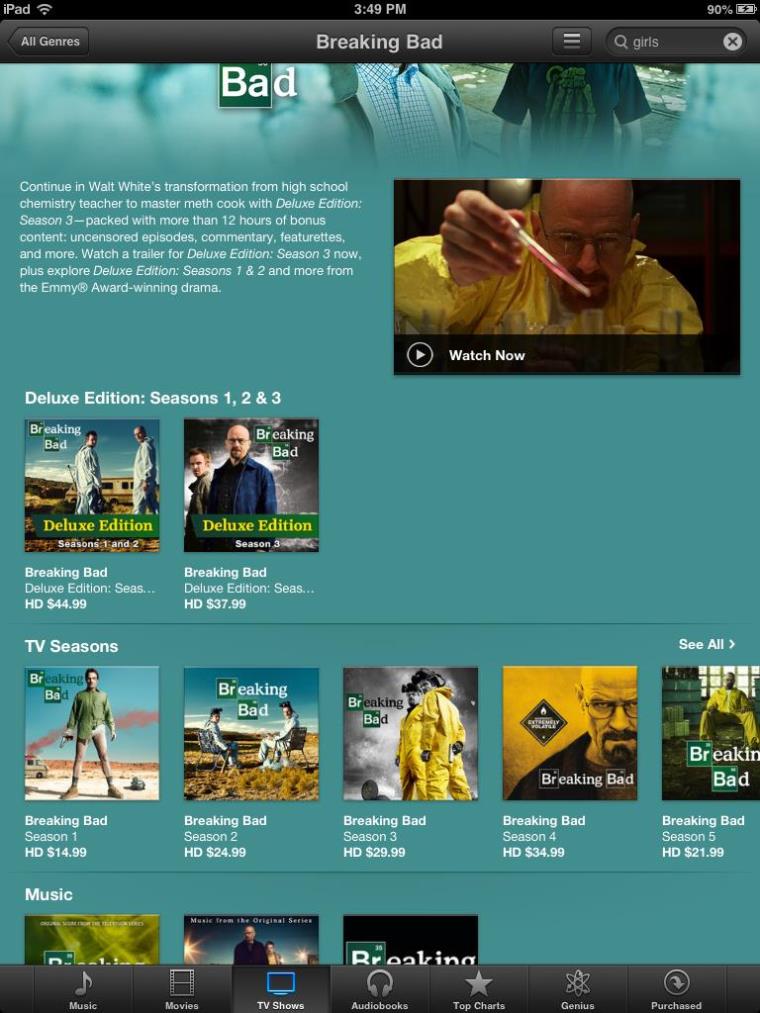 iPad
3:49 PM
90%
All Genres
Breaking Bad
girls
Bad
Continue in Walt White's transformation from high school
chemistry teacher to master meth cook with Deluxe Edition:
Season 3—packed with more than 12 hours of bonus
content: uncensored episodes, commentary, featurettes,
and more. Watch a trailer for Deluxe Edition: Season 3 now,
plus explore Deluxe Edition: Seasons 1 & 2 and more from
the Emmy® Award-winning drama.
Watch Now
Deluxe Edition: Seasons 1, 2 & 3
Breaking
Bad
Deluxe Edition
Seasons 1 and 2
Breaking
Bad
Deluxe Edition
Season 3
Breaking Bad
Deluxe Edition: Seas...
HD $44.99
Breaking Bad
Deluxe Edition: Seas...
HD $37.99
TV Seasons
See All >
Breaking
Bad
Breaking
Bad
Breaking
Bad
EXTREMELY
VOLATILE
Breaking Bad
Breakin
Bad
Breaking Bad
Season 1
HD $14.99
Breaking Bad
Season 2
HD $24.99
Breaking Bad
Season 3
HD $29.99
Breaking Bad
Season 4
HD $34.99
Breaking Bad
Season 5
HD $21.99
Music
ORIGINAL SCORE FROM THE TELEVISION SERIES
Breaking
Music from the Original Series
35
Breaking
Music
Movies
TV Shows
Audiobooks
Top Charts
Genius
Purchased